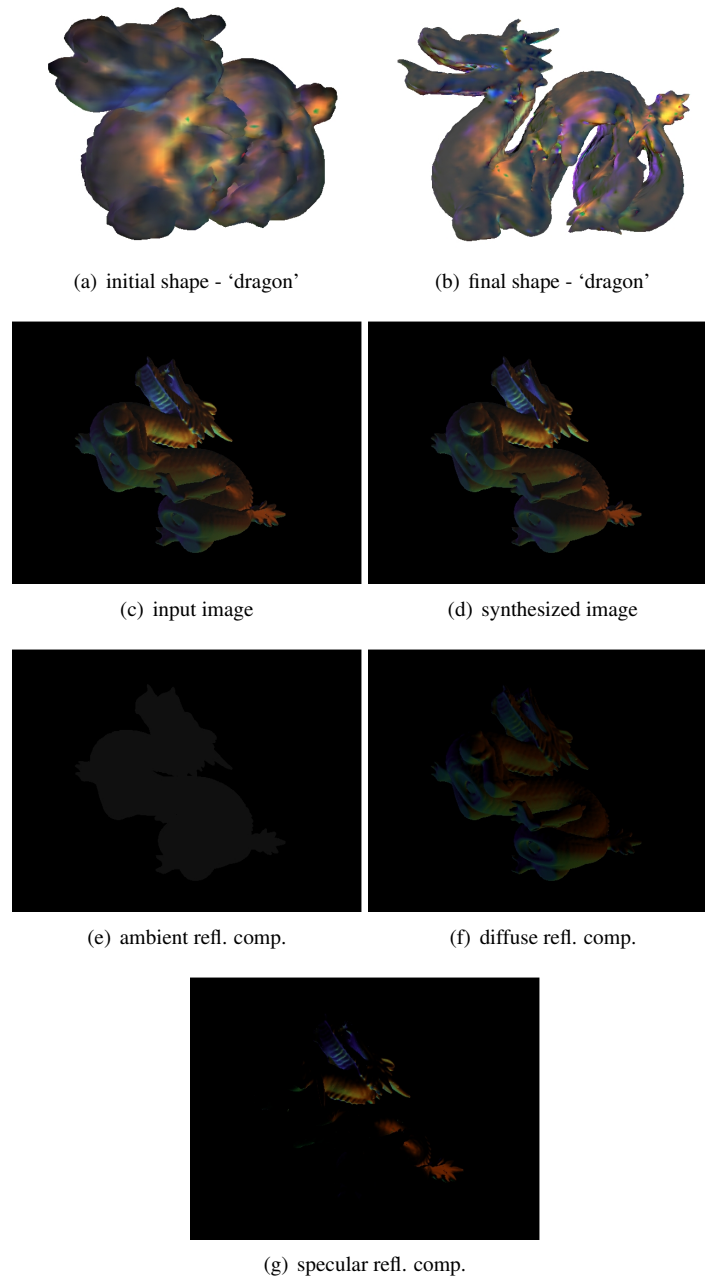 (a) initial shape - ‘dragon’
(b) final shape - ‘dragon’
(c) input image
(d) synthesized image
(e) ambient refl. comp.
(f) diffuse refl. comp.
(g) specular refl. comp.